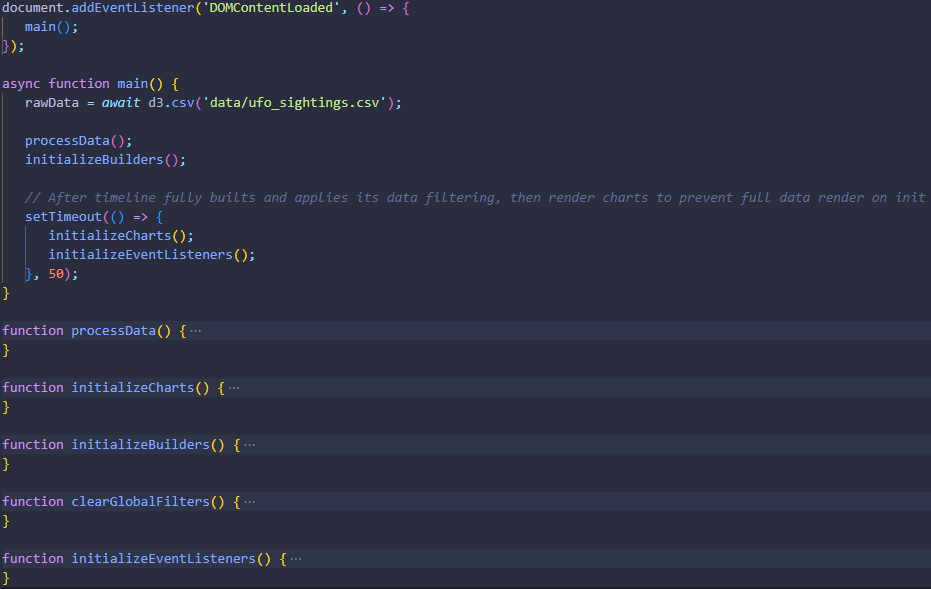 document.addEventListener('DOMContentLoaded', () => {
main();
});
async function main() {
rawData = await d3.csv('data/ufo_sightings.csv');
processData();
initializeBuilders();
// After timeline fully builts and applies its data filtering, then render charts to prevent full data render on init
setTimeout(() => {
initializeCharts();
initializeEventListeners();
}, 50);
}
function processData() { ···
}
function initializeCharts() { ···
}
function initializeBuilders() { ···
}
function clearGlobalFilters() { ···
}
function initializeEventListeners() { ···
}